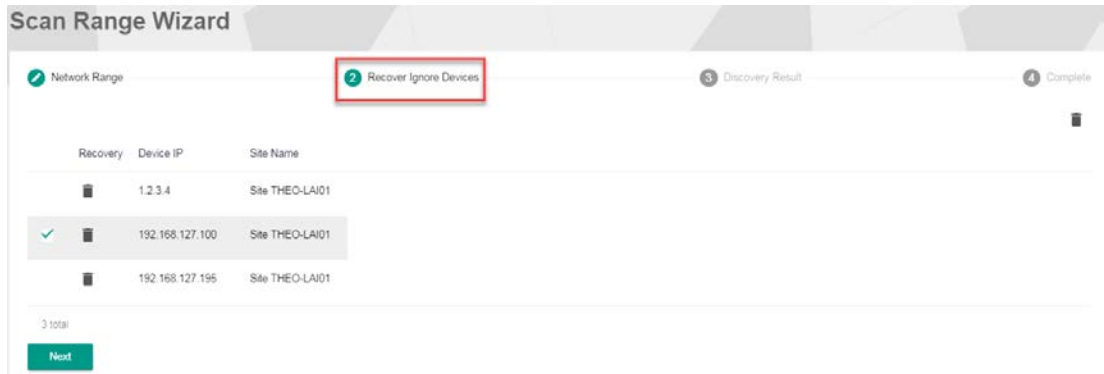 Scan Range Wizard
Network Range
2 Recover Ignore Devices
3 Discovery Result
4 Complete
Recovery Device IP Site Name
1.2.3.4 Site THEO-LAI01
192.168.127.100 Site THEO-LAI01
192.168.127.195 Site THEO-LAI01
3 total
Next